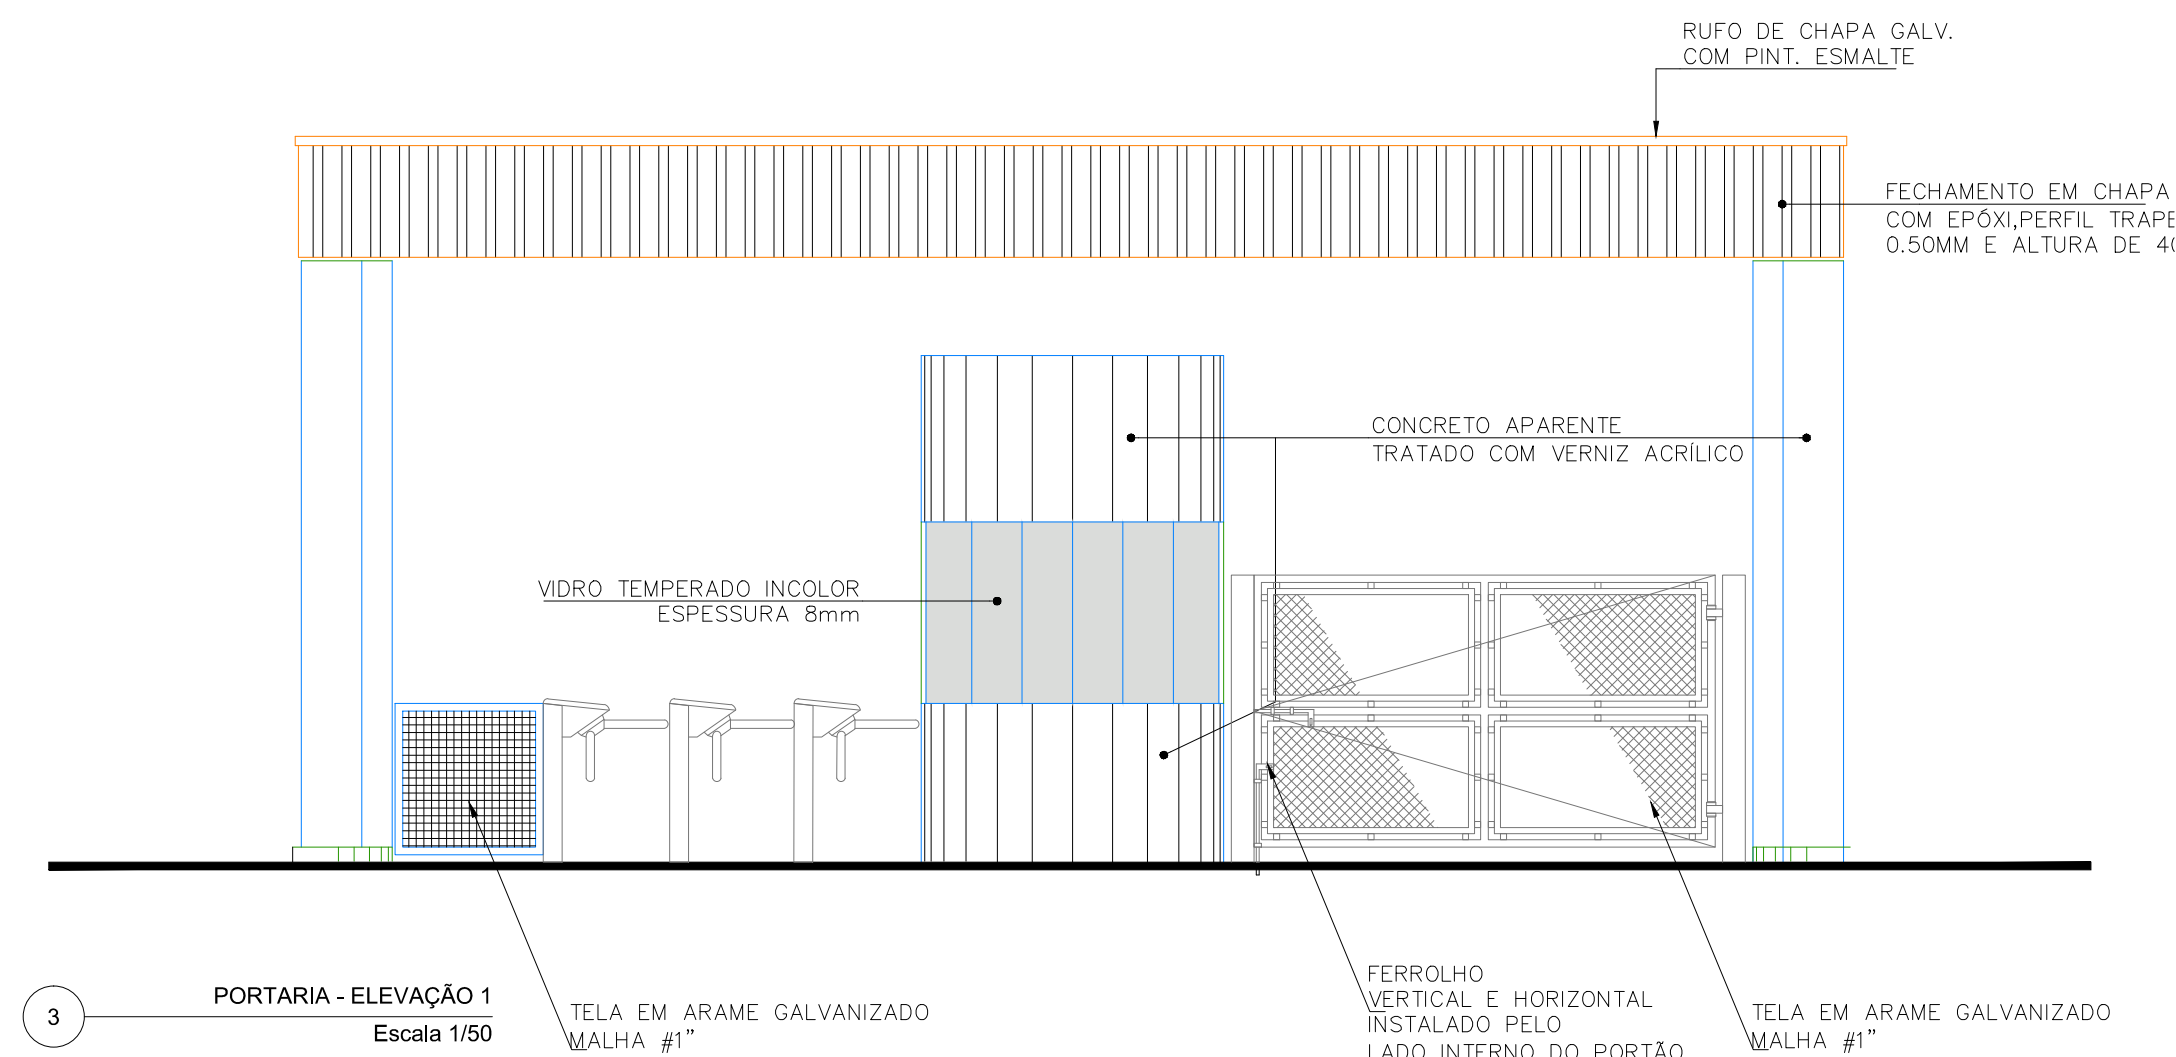 RUFO DE CHAPA GALV.
COM PINT. ESMALTE
FECHAMENTO EM CHAPA
COM EPÓXI,PERFIL
0.50MM E ALTURA DE
CONCRETO APARENTE
TRATADO COM VERNIZ ACRÍLICO
VIDRO TEMPERADO INCOLOR
ESPESSURA 8mm
FERROLHO
VERTICAL E HORIZONTAL
INSTALADO PELO
LADO INTERNO DO PORTÃO
3
PORTARIA - ELEVAÇÃO 1
Escala 1/50
TELA EM ARAME GALVANIZADO
MALHA #1”
TELA EM ARAME GALVANIZADO
MALHA #1”